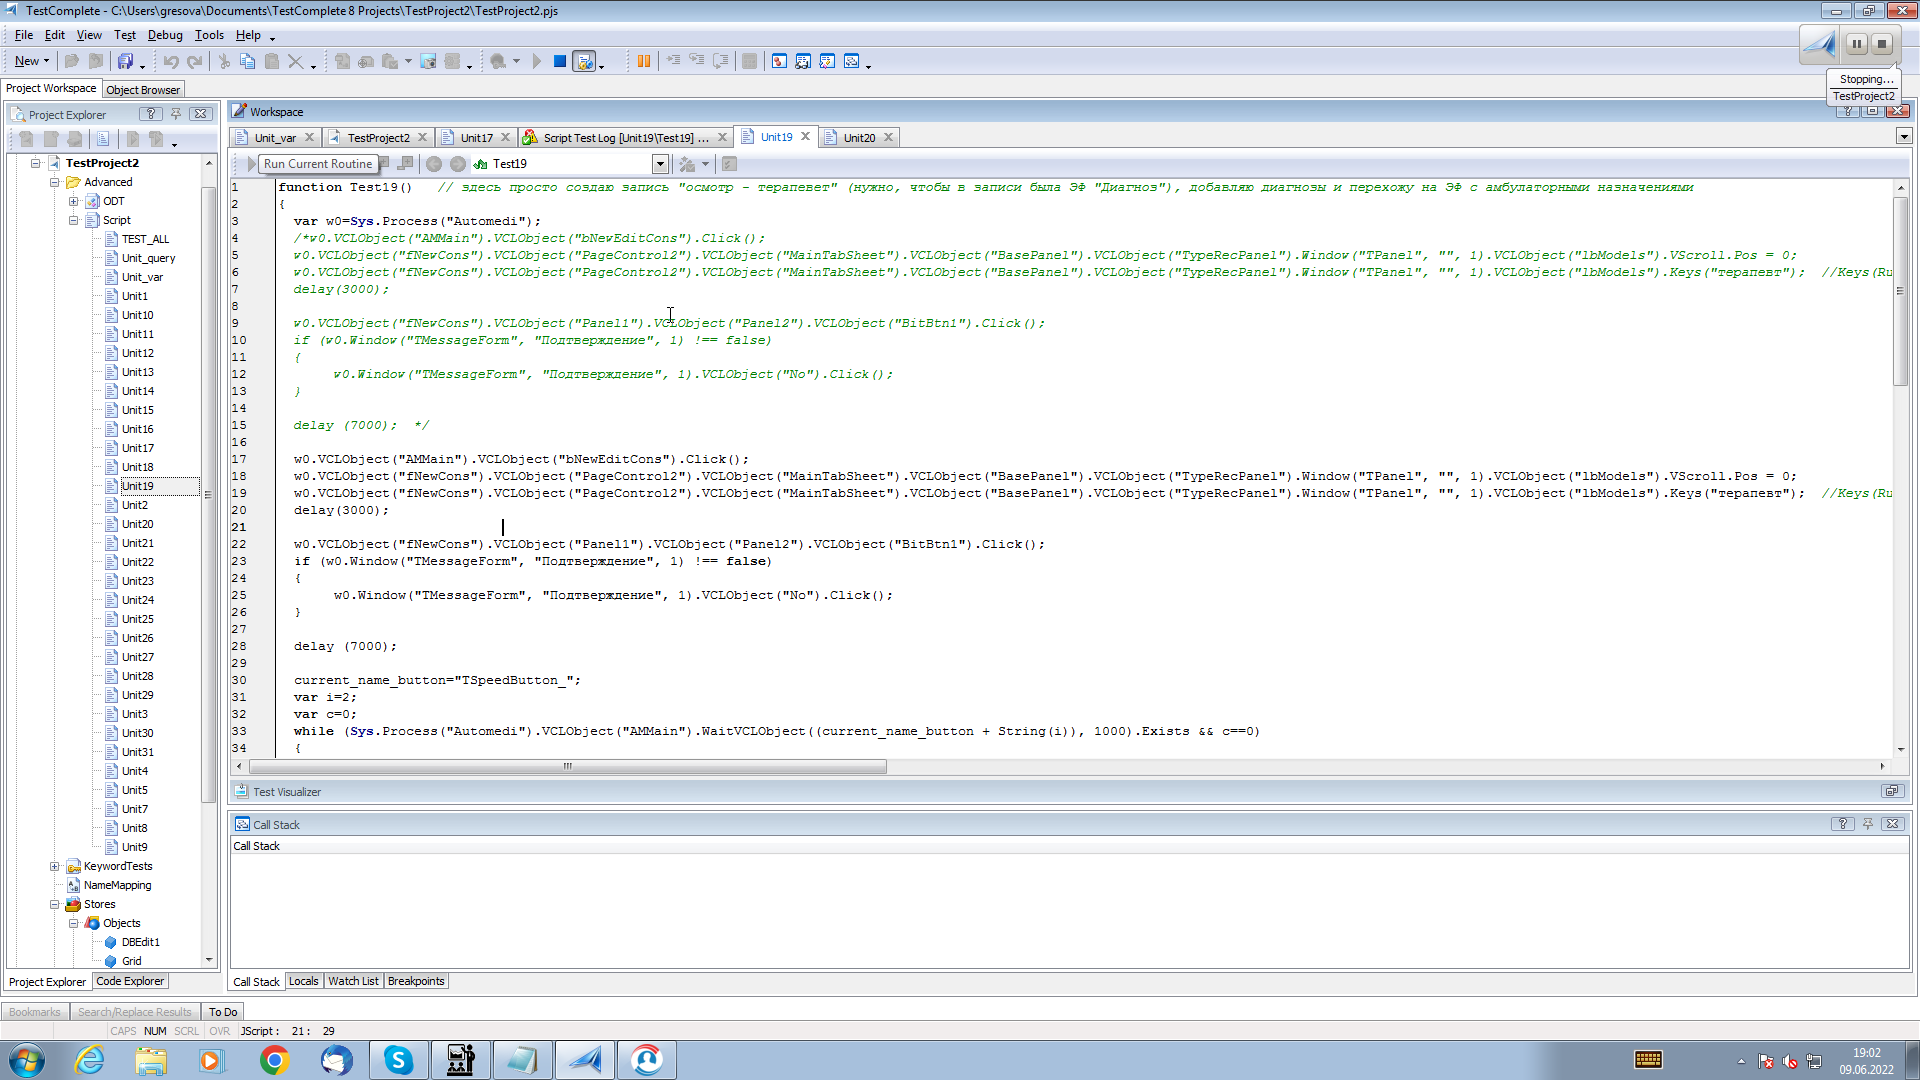 TestComplete - C:\Users\gresova\Documents\TestComplete 8 Projects\TestProject2\TestProject2.pjs
File Edit View Test Debug Tools Help
New
Stopping...
TestProject2
Project Workspace Object Browser
Project Explorer
Workspace
Unit_var TestProject2 Unit17 Script Test Log [Unit19\Test19] ... Unit19 Unit20
Run Current Routine
Test19
TestProject2
Advanced
ODT
Script
TEST_ALL
Unit_query
Unit_var
Unit1
Unit10
Unit11
Unit12
Unit13
Unit14
Unit15
Unit16
Unit17
Unit18
Unit19
Unit2
Unit20
Unit21
Unit22
Unit23
Unit24
Unit25
Unit26
Unit27
Unit28
Unit29
Unit3
Unit30
Unit31
Unit4
Unit5
Unit7
Unit8
Unit9
KeywordTests
NameMapping
Stores
Objects
DBEdit1
Grid
Project Explorer Code Explorer
1 function Test19() // здесь просто создаю запись "осмотр - терапевет" (нужно, чтобы в записи была ЭФ "Диагноз"), добавляю диагнозы и перехожу на ЭФ с амбулаторными назначениями
2 {
3 var w0=Sys.Process("Automedi");
4 /*w0.VCLObject("AMMain").VCLObject("bNewEditCons").Click();
5 w0.VCLObject("fNewCons").VCLObject("PageControl2").VCLObject("MainTabSheet").VCLObject("BasePanel").VCLObject("TypeRecPanel").Window("TPanel", "", 1).VCLObject("lbModels").VScroll.Pos = 0;
6 w0.VCLObject("fNewCons").VCLObject("PageControl2").VCLObject("MainTabSheet").VCLObject("BasePanel").VCLObject("TypeRecPanel").Window("TPanel", "", 1).VCLObject("lbModels").Keys("терапевт"); //Keys(Ru
7 delay(3000);
8
9 w0.VCLObject("fNewCons").VCLObject("Panel1").VCLObject("Panel2").VCLObject("BitBtn1").Click();
10 if (w0.Window("TMessageForm", "Подтверждение", 1) !== false)
11 {
12 w0.Window("TMessageForm", "Подтверждение", 1).VCLObject("No").Click();
13 }
14
15 delay (7000); */
16
17 w0.VCLObject("AMMain").VCLObject("bNewEditCons").Click();
18 w0.VCLObject("fNewCons").VCLObject("PageControl2").VCLObject("MainTabSheet").VCLObject("BasePanel").VCLObject("TypeRecPanel").Window("TPanel", "", 1).VCLObject("lbModels").VScroll.Pos = 0;
19 w0.VCLObject("fNewCons").VCLObject("PageControl2").VCLObject("MainTabSheet").VCLObject("BasePanel").VCLObject("TypeRecPanel").Window("TPanel", "", 1).VCLObject("lbModels").Keys("терапевт"); //Keys(Ru
20 delay(3000);
21
22 w0.VCLObject("fNewCons").VCLObject("Panel1").VCLObject("Panel2").VCLObject("BitBtn1").Click();
23 if (w0.Window("TMessageForm", "Подтверждение", 1) !== false)
24 {
25 w0.Window("TMessageForm", "Подтверждение", 1).VCLObject("No").Click();
26 }
27
28 delay (7000);
29
30 current_name_button="TSpeedButton_";
31 var i=2;
32 var c=0;
33 while (Sys.Process("Automedi").VCLObject("AMMain").WaitVCLObject((current_name_button + String(i)), 1000).Exists && c==0)
34 {
Test Visualizer
Call Stack
Call Stack
Call Stack Locals Watch List Breakpoints
Bookmarks Search/Replace Results To Do
CAPS NUM SCRL OVR JScript: 21: 29
19:02
09.06.2022